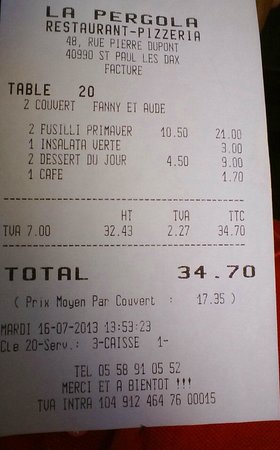 LA PERGOLA
RESTAURANT-PIZZERIA
48, RUE PIERRE DUPONT
40990 ST PAUL LES DAX
FACTURE
TABLE 20
2 COUVERT FANNY ET AUDE
2 FUSILLI PRIMAVER 10.50 21.00
1 INSALATA VERTE 3.00
2 DESSERT DU JOUR 4.50 9.00
1 CAFE 1.70
HT TVA TTC
TVA 7.00 32.43 2.27 34.70
TOTAL 34.70
( Prix Moyen Par Couvert : 17.35 )
MARDI 16-07-2013 13:53:23
Cle 20-Serv.: 3-CAISSE 1-
TEL 05 58 91 05 52
MERCI ET A BIENTOT !!!
TVA INTRA 104 912 464 76 00015